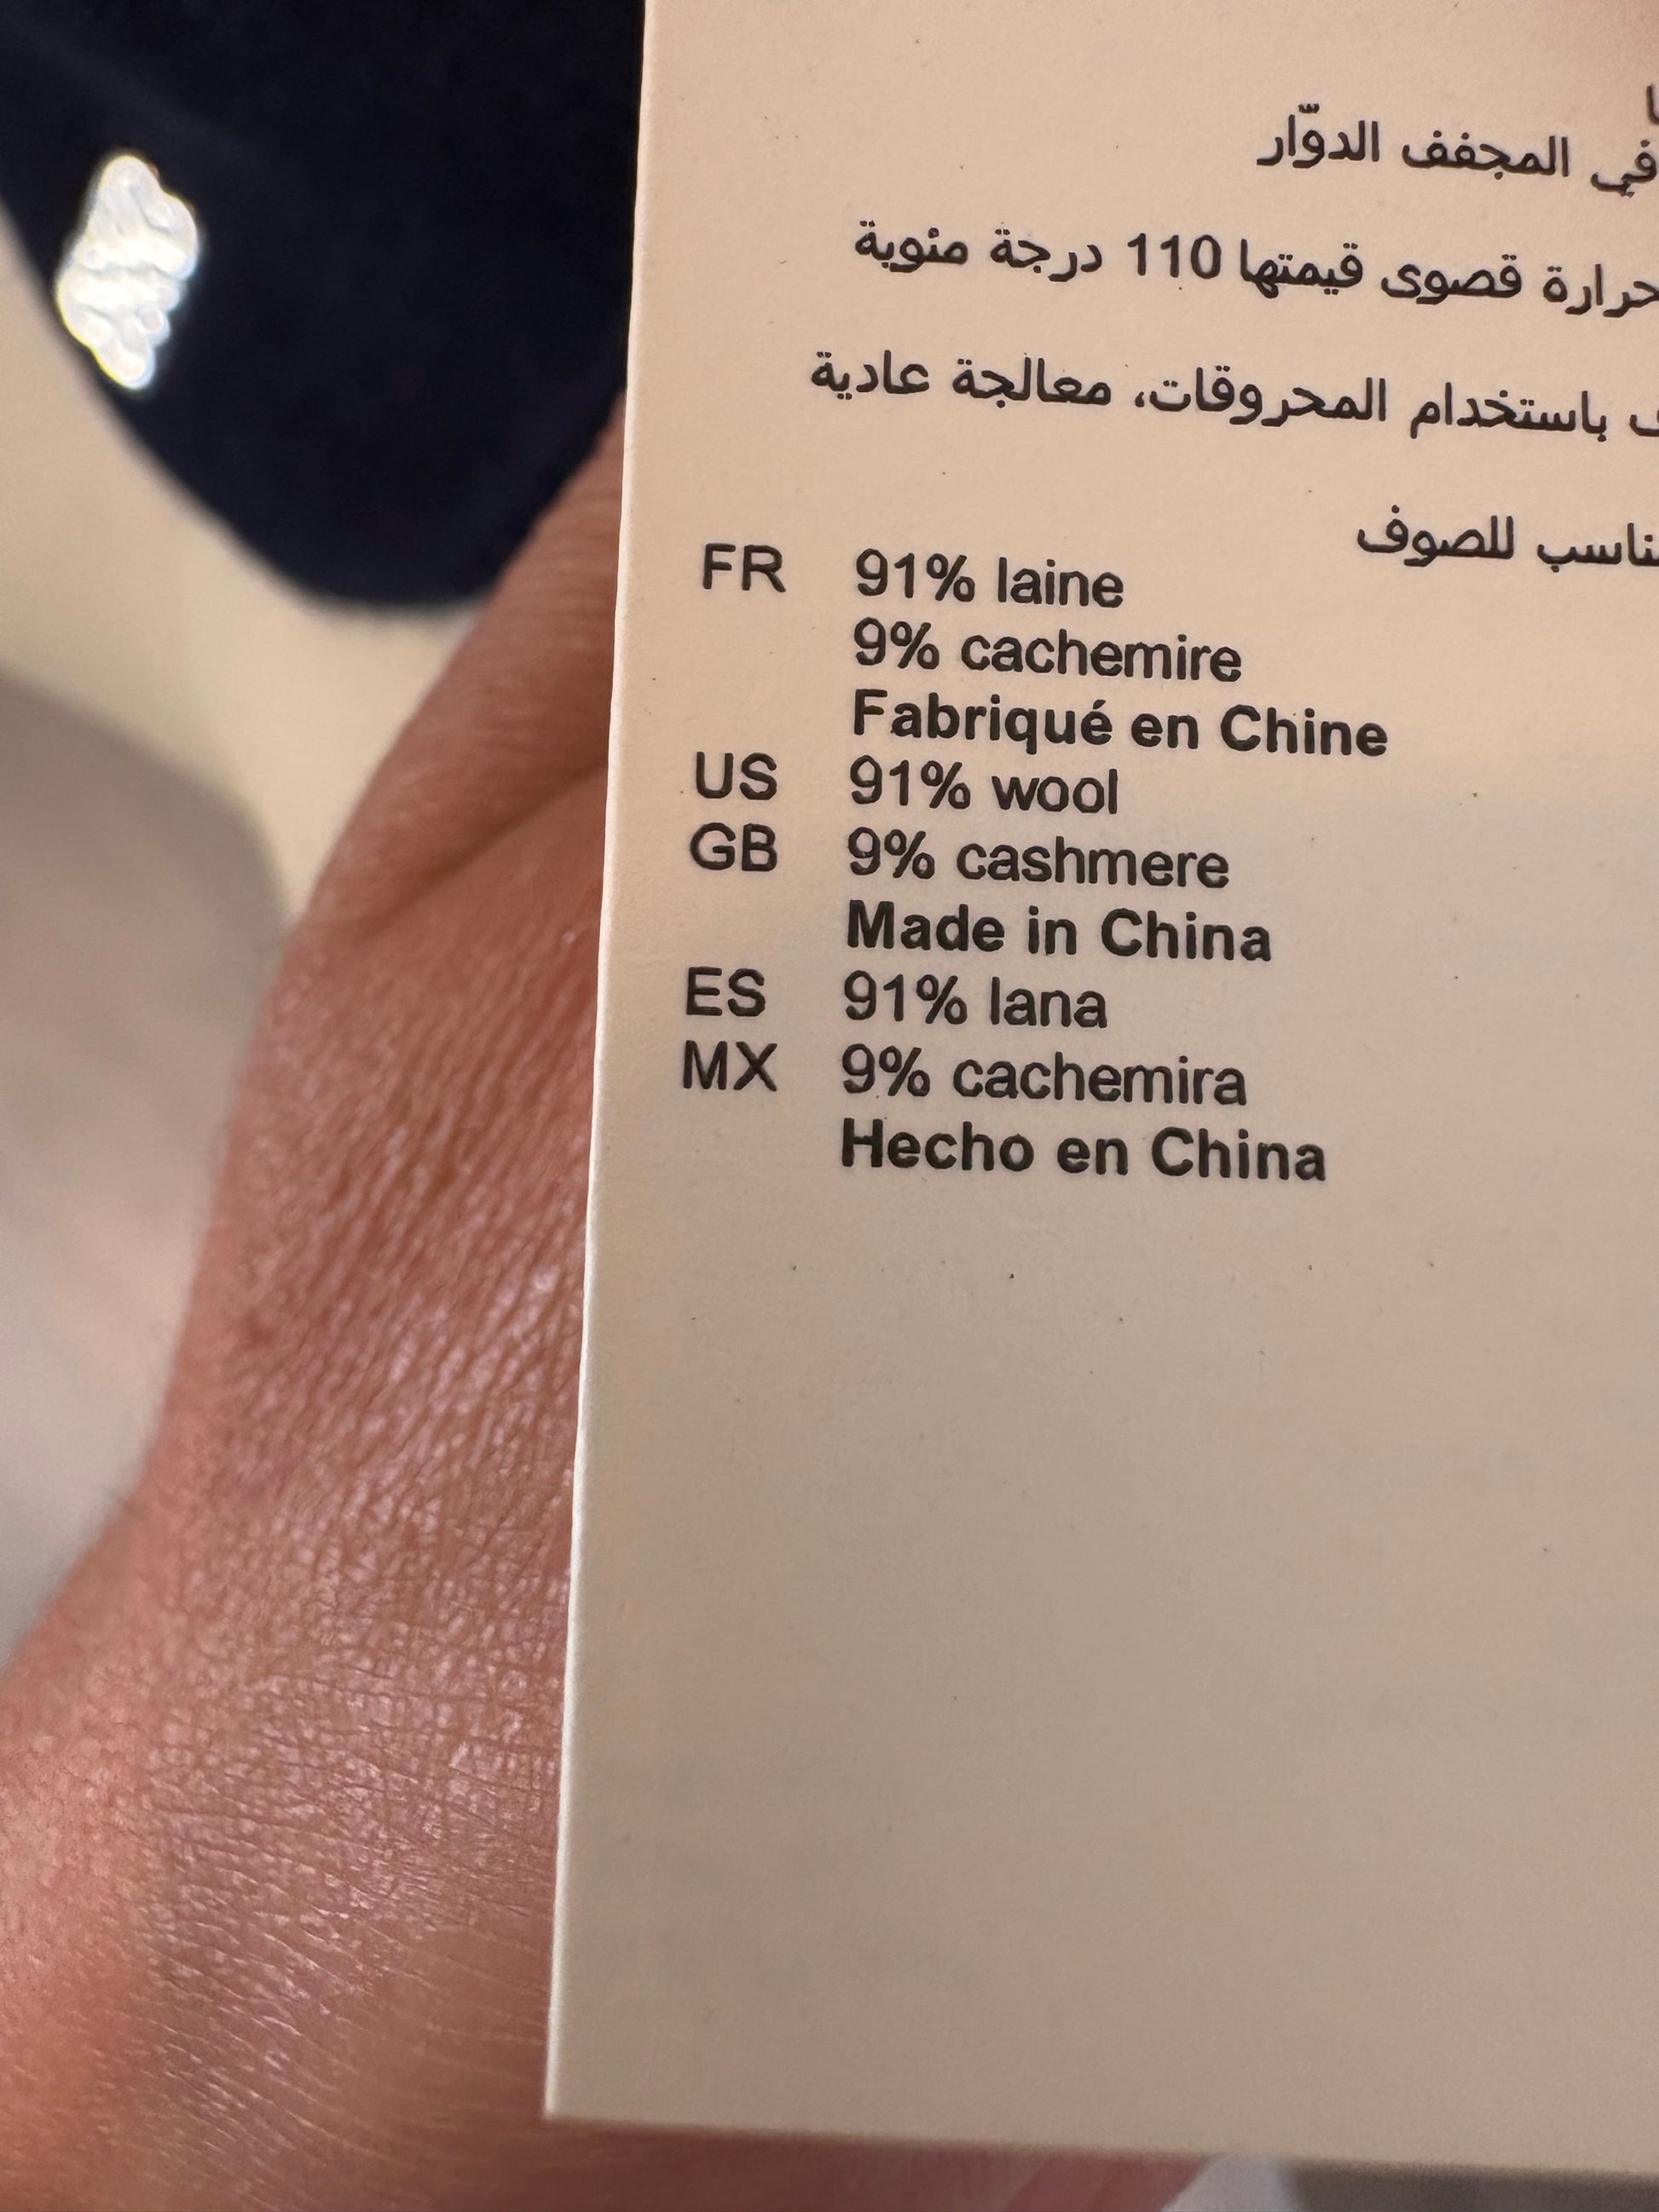 في المجفف الدوّار
حرارة قصوى قيمتها 110 درجة مئوية
باستخدام المحروقات، معالجة عادية
للصوف
FR 91% laine
9% cachemire
Fabriqué en Chine
US 91% wool
GB 9% cashmere
Made in China
ES 91% lana
MX 9% cachemira
Hecho en China